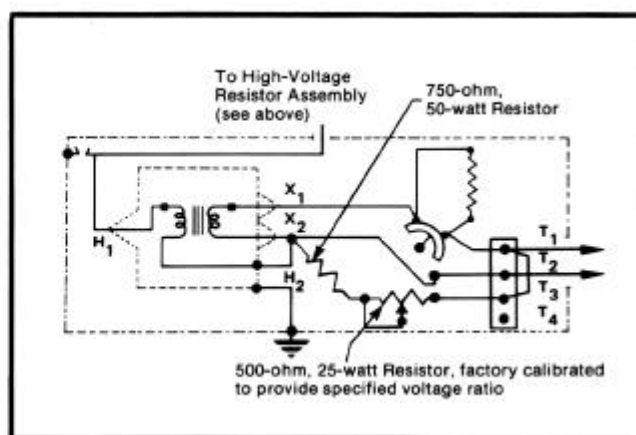 To High-Voltage
Resistor Assembly
(see above)
750-ohm,
50-watt Resistor
X1
X2
H1
H2
T1
T2
T3
T4
500-ohm, 25-watt Resistor, factory calibrated
to provide specified voltage ratio